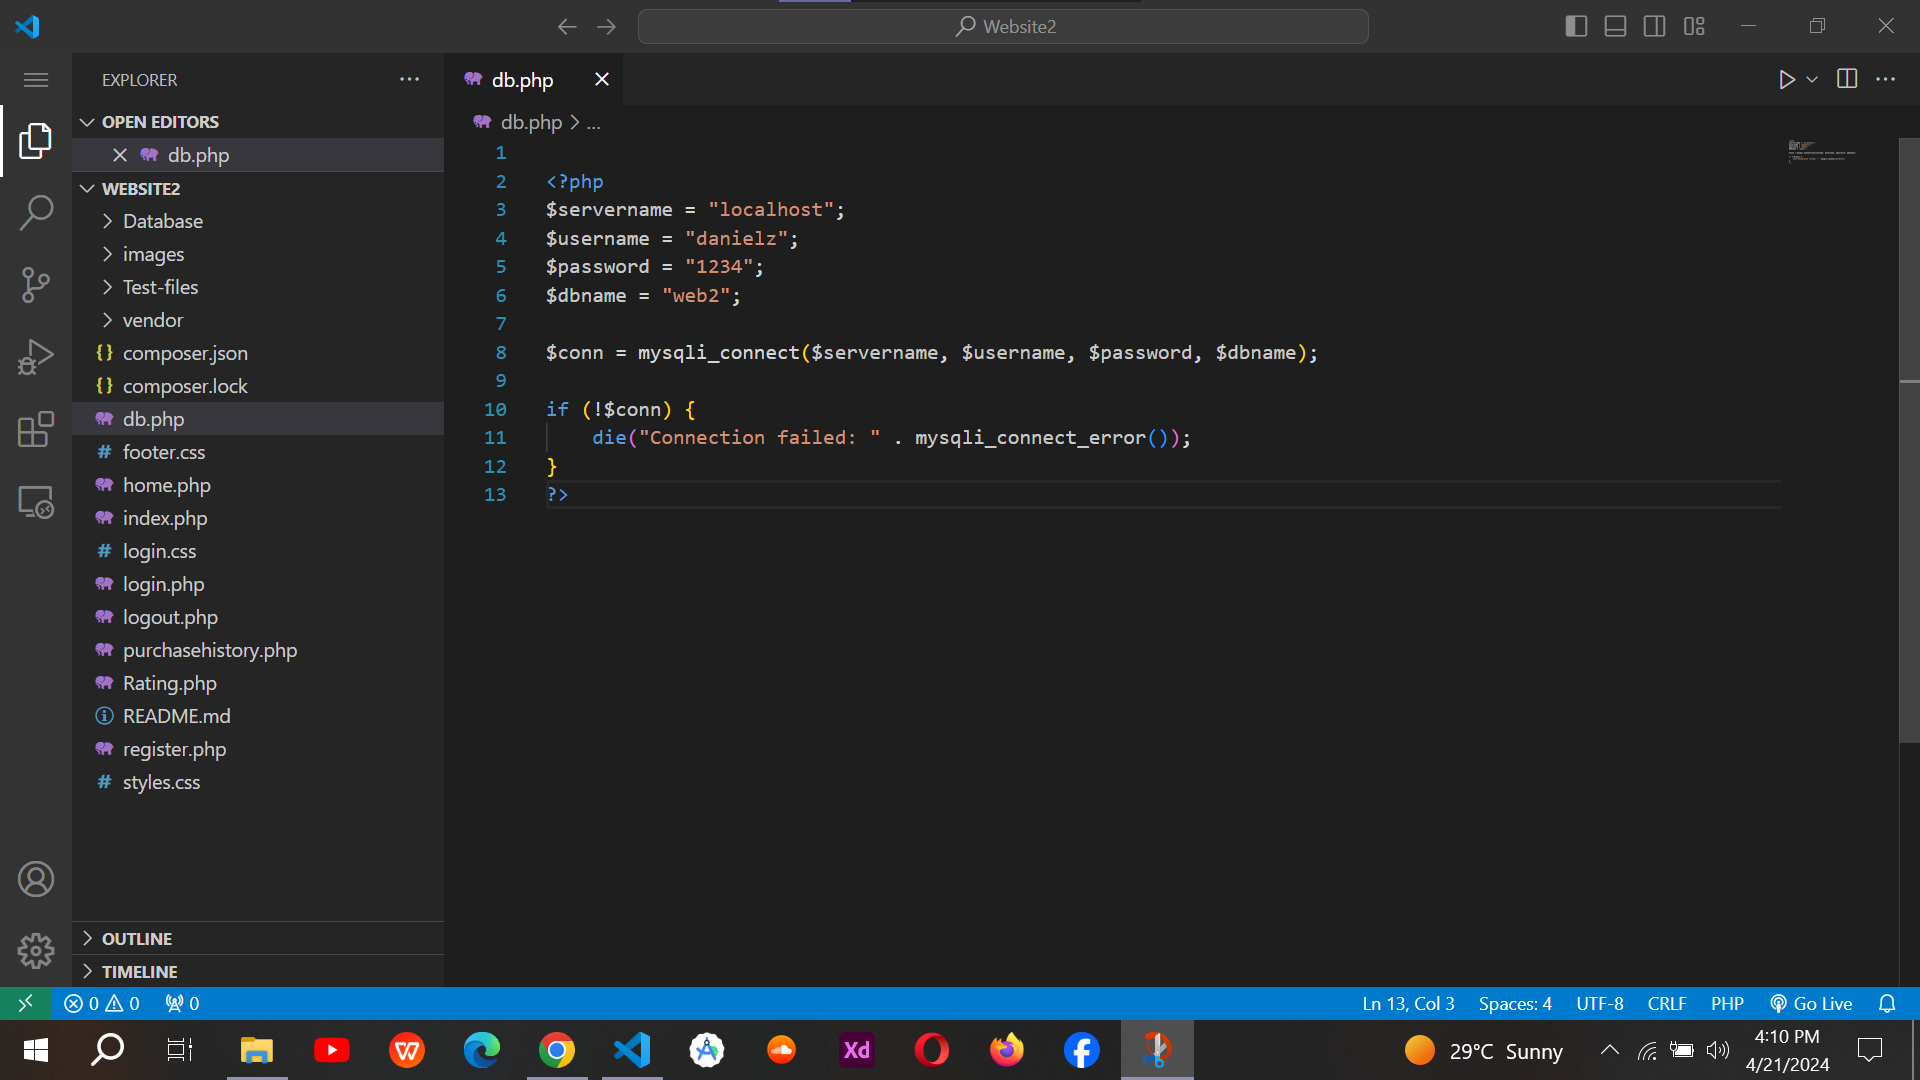 Website2
EXPLORER
OPEN EDITORS
db.php
WEBSITE2
Database
images
Test-files
vendor
composer.json
composer.lock
db.php
footer.css
home.php
index.php
login.css
login.php
logout.php
purchasehistory.php
Rating.php
README.md
register.php
styles.css
OUTLINE
TIMELINE
db.php
db.php > ...
1
2 <?php
3 $servername = "localhost";
4 $username = "danielz";
5 $password = "1234";
6 $dbname = "web2";
7
8 $conn = mysqli_connect($servername, $username, $password, $dbname);
9
10 if (!$conn) {
11 die("Connection failed: " . mysqli_connect_error());
12 }
13 ?>
0 0 0
Ln 13, Col 3 Spaces: 4 UTF-8 CRLF PHP Go Live
W Xd 29°C Sunny 4:10 PM
4/21/2024